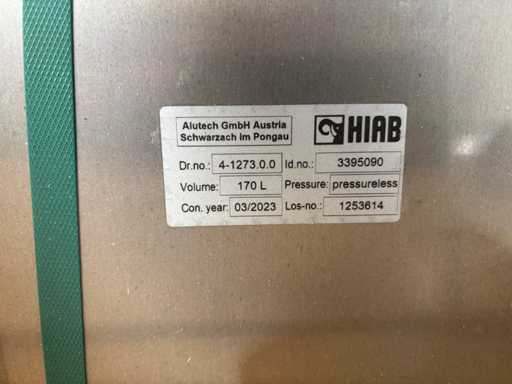 Alutech GmbH Austria
Schwarzach im Pongau
HIAB
Dr.no.: 4-1273.0.0 Id.no.: 3395090
Volume: 170 L Pressure: pressureless
Con. year: 03/2023 Los-no.: 1253614